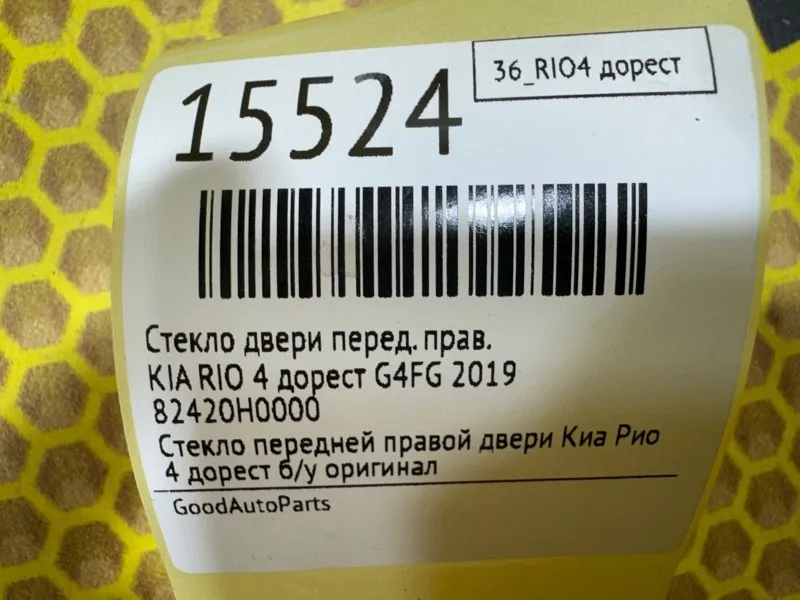 36_RIO4 дорест
15524
Стекло двери перед. прав.
KIA RIO 4 дорест G4FG 2019
82420H0000
Стекло передней правой двери Киа Рио
4 дорест б/у оригинал
GoodAutoParts